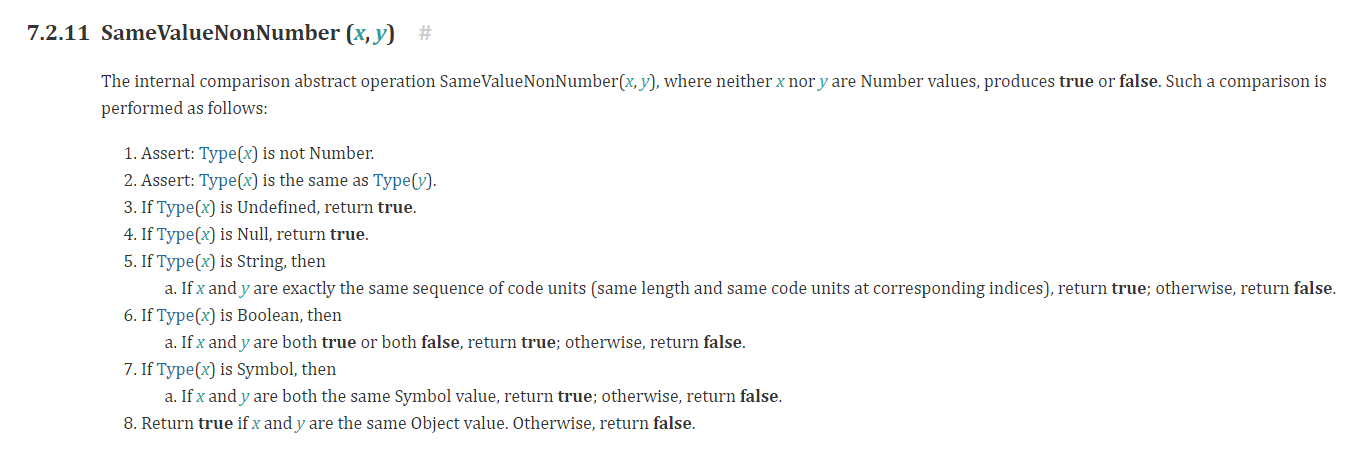 7.2.11 SameValueNonNumber (x, y) #
The internal comparison abstract operation SameValueNonNumber(x, y), where neither x nor y are Number values, produces true or false. Such a comparison is
performed as follows:
1. Assert: Type(x) is not Number.
2. Assert: Type(x) is the same as Type(y).
3. If Type(x) is Undefined, return true.
4. If Type(x) is Null, return true.
5. If Type(x) is String, then
a. If x and y are exactly the same sequence of code units (same length and same code units at corresponding indices), return true; otherwise, return false.
6. If Type(x) is Boolean, then
a. If x and y are both true or both false, return true; otherwise, return false.
7. If Type(x) is Symbol, then
a. If x and y are both the same Symbol value, return true; otherwise, return false.
8. Return true if x and y are the same Object value. Otherwise, return false.